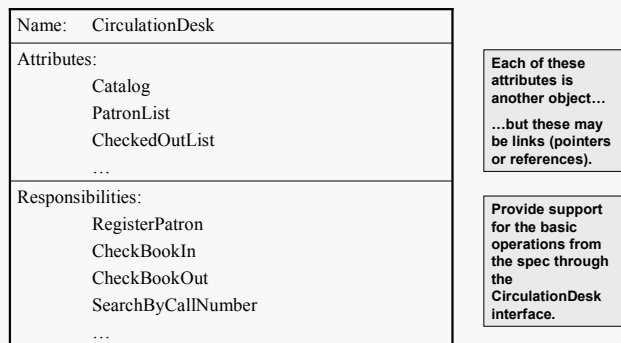 Name: CirculationDesk
Attributes:
Catalog
PatronList
CheckedOutList
…
Responsibilities:
RegisterPatron
CheckBookIn
CheckBookOut
SearchByCallNumber
…
Each of these
attributes is
another object…
…but these may
be links (pointers
or references).
Provide support
for the basic
operations from
the spec through
the
CirculationDesk
interface.